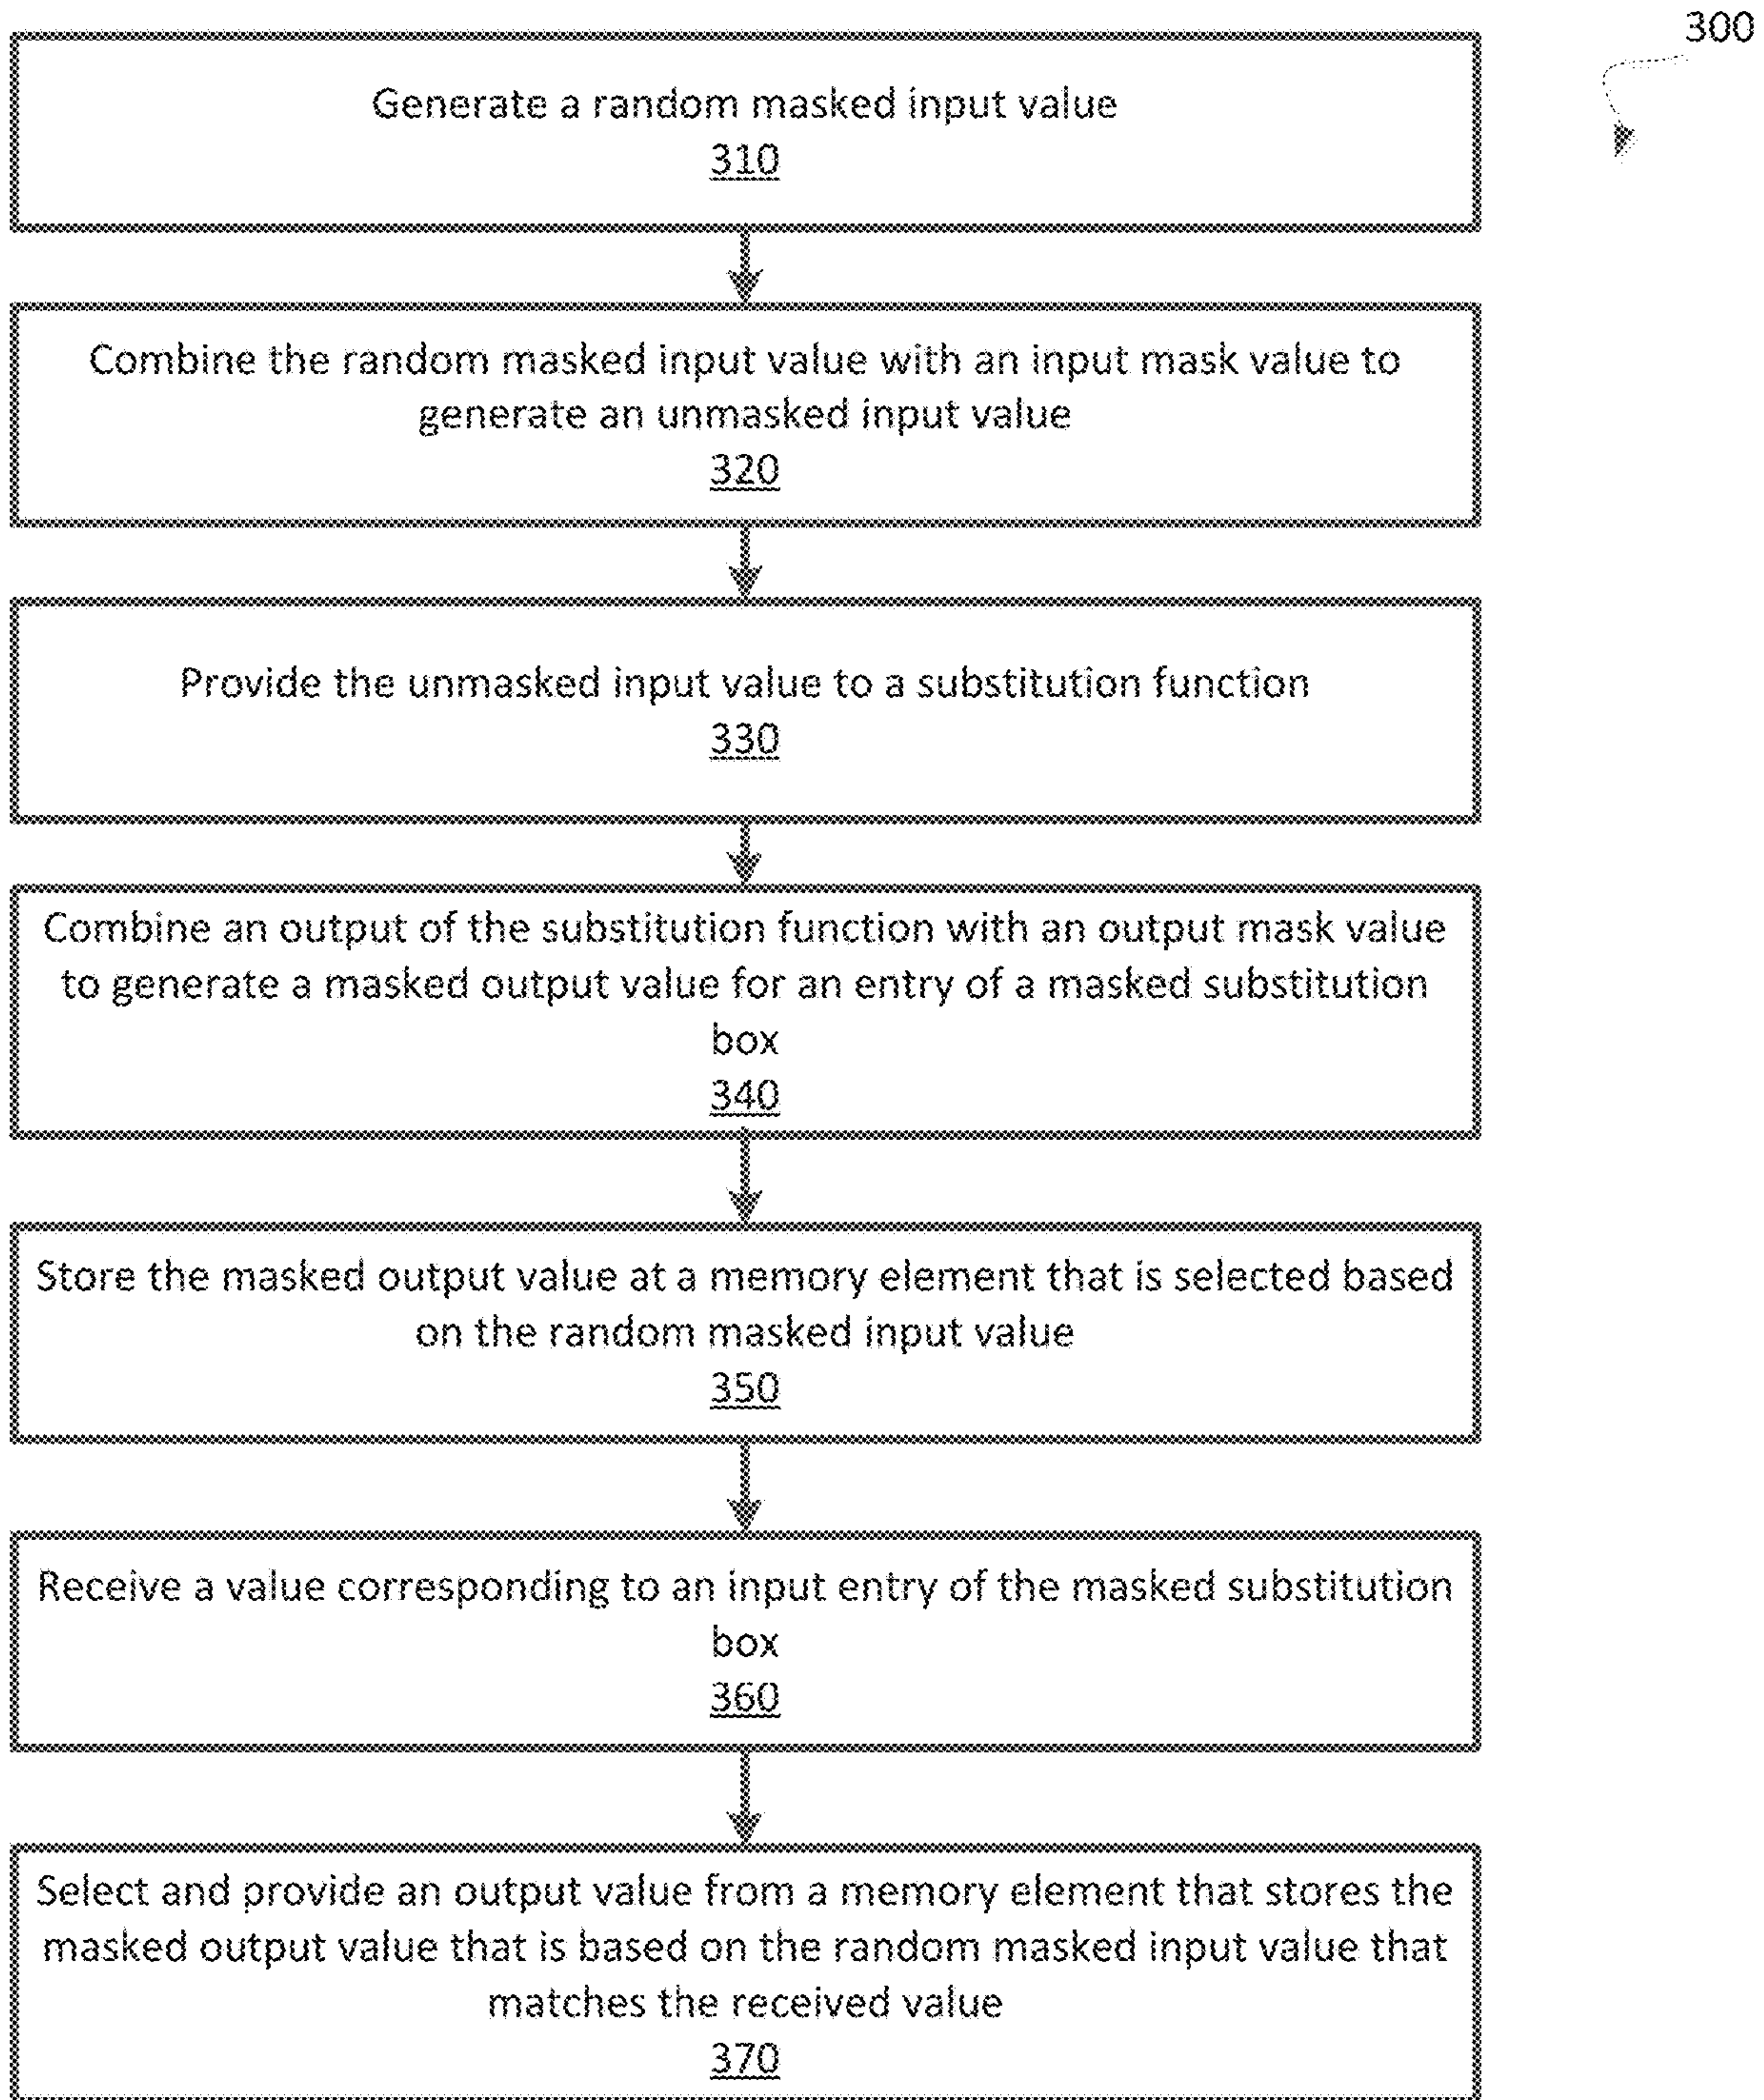 300
Generate a random masked input value
310
Combine the random masked input value with an input mask value to
generate an unmasked input value
320
Provide the unmasked input value to a substitution function
330
Combine an output of the substitution function with an output mask value
to generate a masked output value for an entry of a masked substitution
box
340
Store the masked output value at a memory element that is selected based
on the random masked input value
350
Receive a value corresponding to an input entry of the masked substitution
box
360
Select and provide an output value from a memory element that stores the
masked output value that is based on the random masked input value that
matches the received value
370